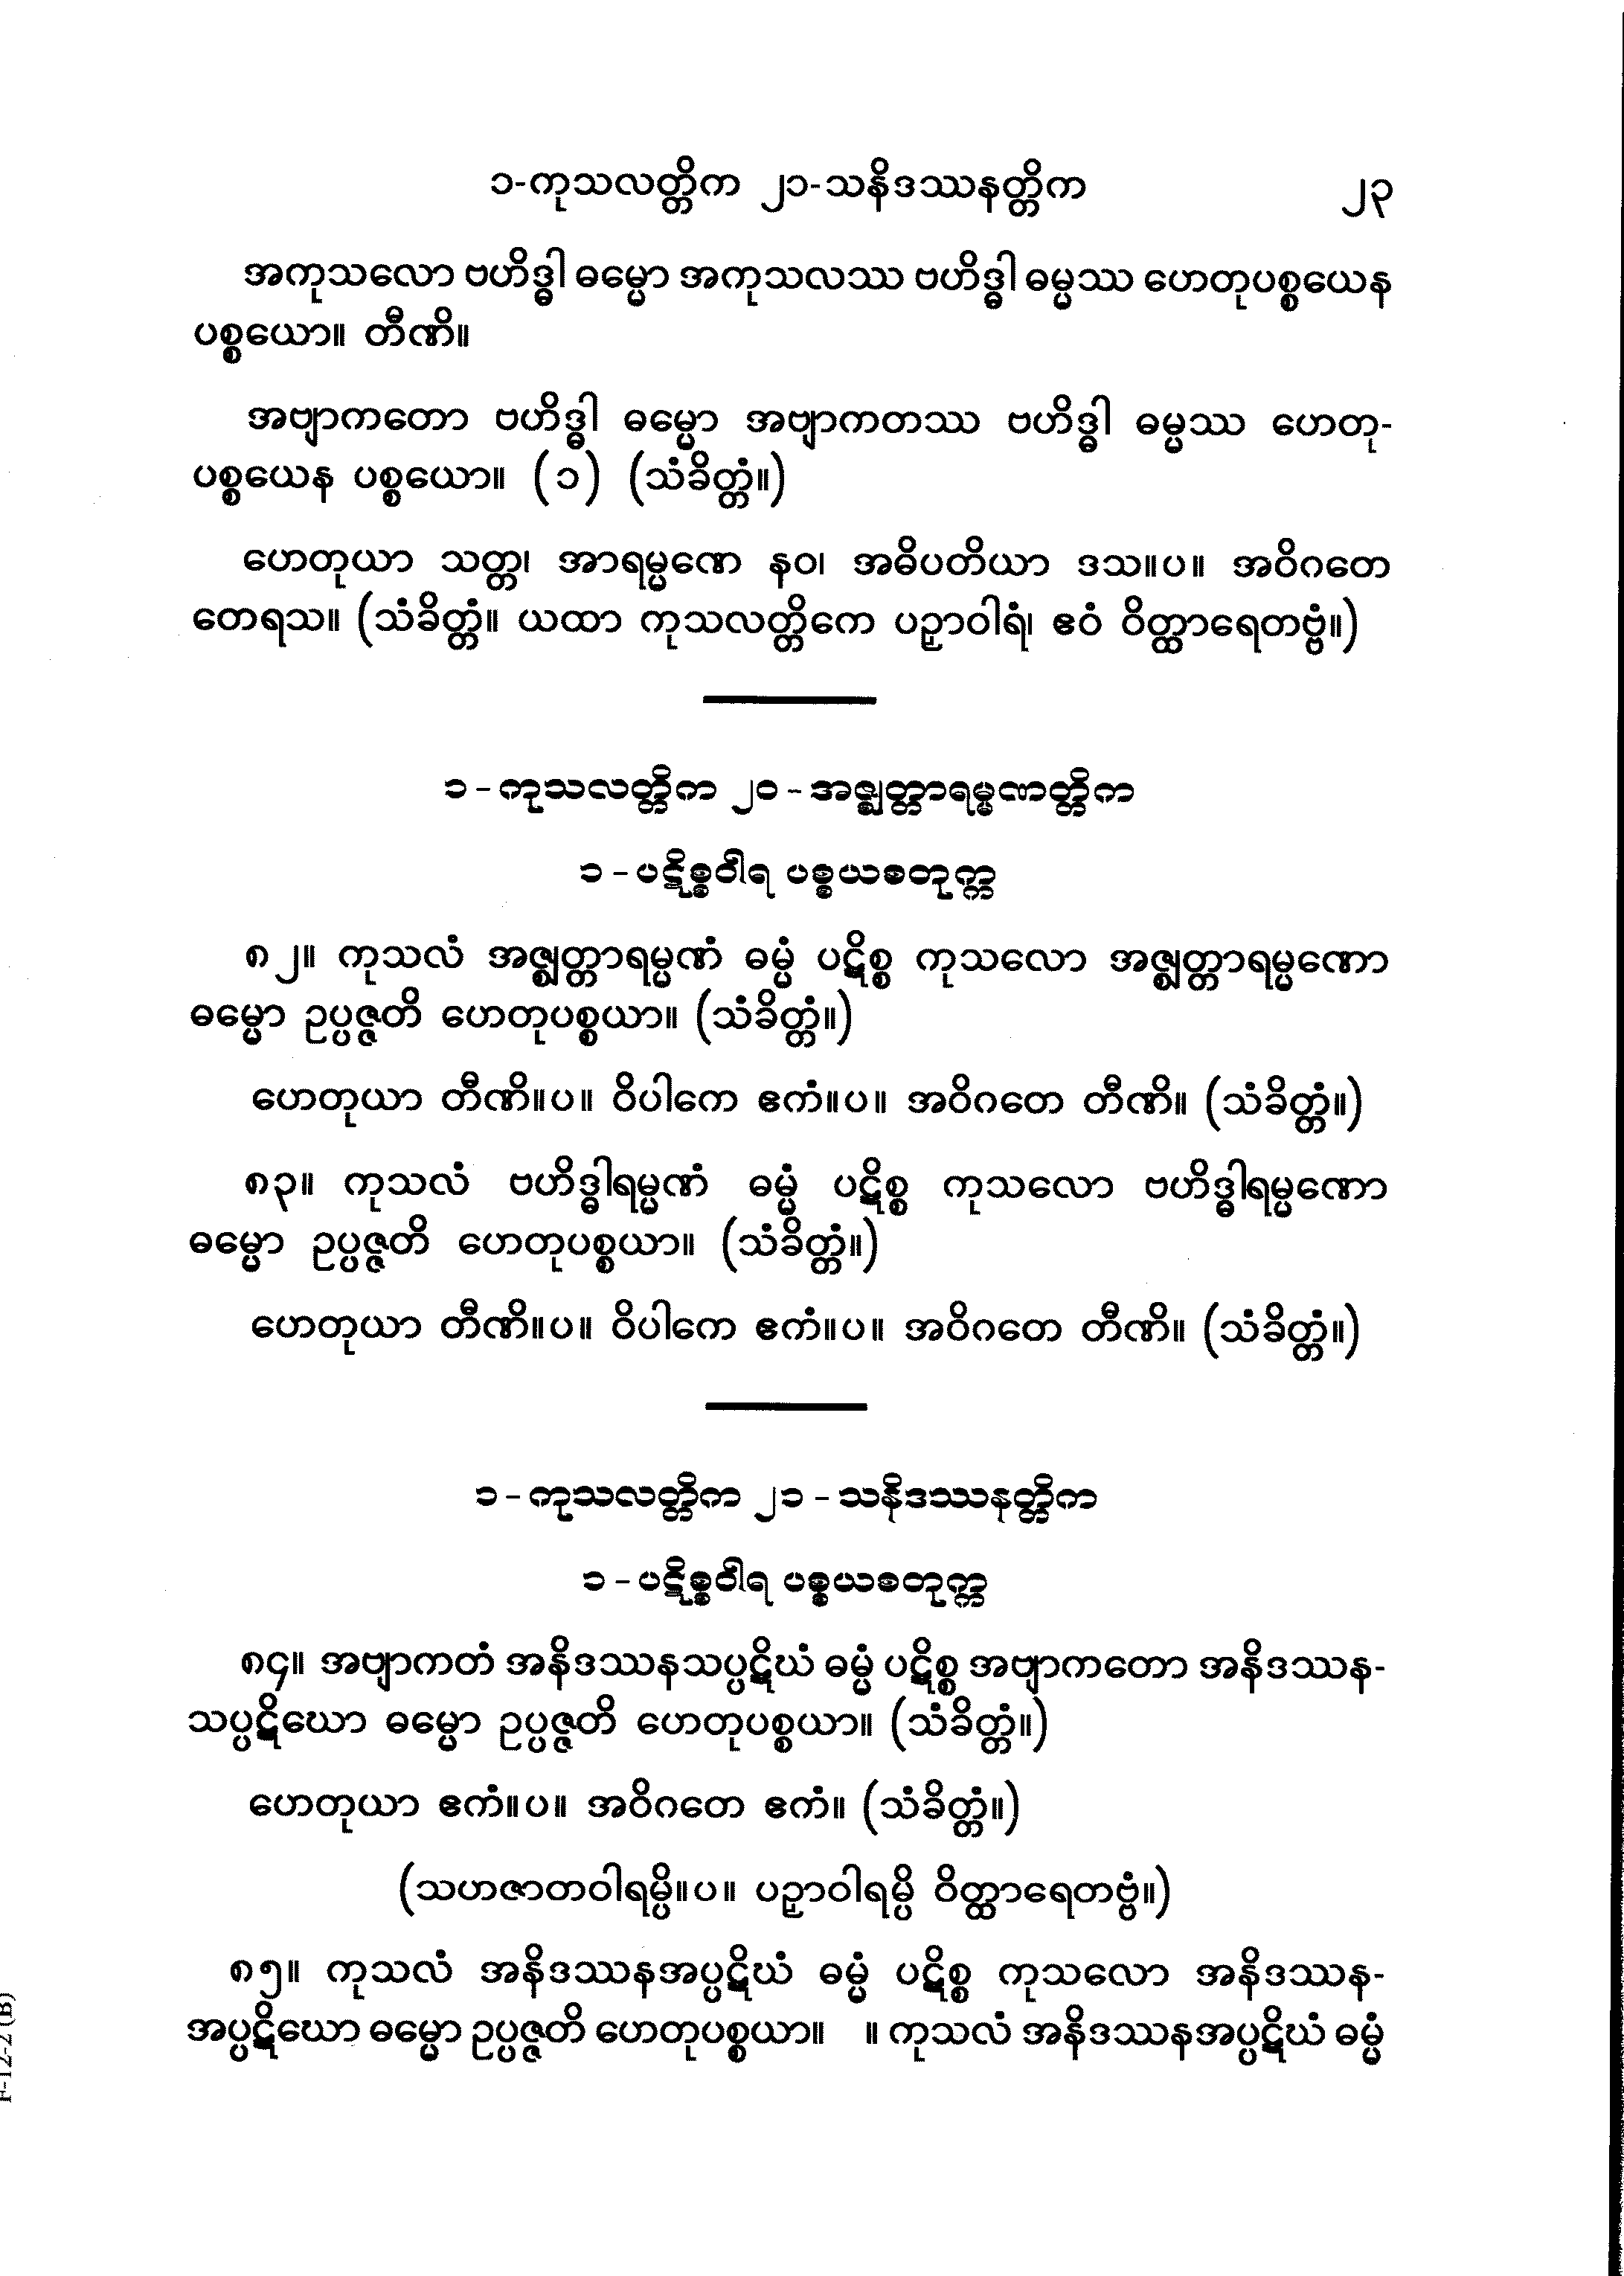 ၁-ကုသလတ္တိက ၂၁-သနိဒဿနတ္တိက ၂၃
အကုသလော ဗဟိဒ္ဓါ ဓမ္မော အကုသလဿ ဗဟိဒ္ဓါ ဓမ္မဿ ဟေတုပစ္စယေန
ပစ္စယော။ တီဏိ။
အဗျာကတော ဗဟိဒ္ဓါ ဓမ္မော အဗျာကတဿ ဗဟိဒ္ဓါ ဓမ္မဿ ဟေတု-
ပစ္စယေန ပစ္စယော။ (၁) (သံခိတ္တံ။)
ဟေတုယာ သတ္တ၊ အာရမ္မဏေ နဝ၊ အဓိပတိယာ ဒသ။ပ။ အဝိဂတေ
တေရသ။ (သံခိတ္တံ။ ယထာ ကုသလတ္တိကေ ပဉှာဝါရံ၊ ဧဝံ ဝိတ္ထာရေတဗ္ဗံ။)
၁ - ကုသလတ္တိက ၂၀ - အဇ္ဈတ္တာရမ္မဏတ္တိက
၁ - ပဋိစ္စဝါရ ပစ္စယစတုက္က
၈၂။ ကုသလံ အဇ္ဈတ္တာရမ္မဏံ ဓမ္မံ ပဋိစ္စ ကုသလော အဇ္ဈတ္တာရမ္မဏော
ဓမ္မော ဥပ္ပဇ္ဇတိ ဟေတုပစ္စယာ။ (သံခိတ္တံ။)
ဟေတုယာ တီဏိ။ပ။ ဝိပါကေ ဧကံ။ပ။ အဝိဂတေ တီဏိ။ (သံခိတ္တံ။)
၈၃။ ကုသလံ ဗဟိဒ္ဓါရမ္မဏံ ဓမ္မံ ပဋိစ္စ ကုသလော ဗဟိဒ္ဓါရမ္မဏော
ဓမ္မော ဥပ္ပဇ္ဇတိ ဟေတုပစ္စယာ။ (သံခိတ္တံ။)
ဟေတုယာ တီဏိ။ပ။ ဝိပါကေ ဧကံ။ပ။ အဝိဂတေ တီဏိ။ (သံခိတ္တံ။)
၁ - ကုသလတ္တိက ၂၁ - သနိဒဿနတ္တိက
၁ - ပဋိစ္စဝါရ ပစ္စယစတုက္က
၈၄။ အဗျာကတံ အနိဒဿနသပ္ပဋိဃံ ဓမ္မံ ပဋိစ္စ အဗျာကတော အနိဒဿန-
သပ္ပဋိဃော ဓမ္မော ဥပ္ပဇ္ဇတိ ဟေတုပစ္စယာ။ (သံခိတ္တံ။)
ဟေတုယာ ဧကံ။ပ။ အဝိဂတေ ဧကံ။ (သံခိတ္တံ။)
(သဟဇာတဝါရမ္ပိ။ပ။ ပဉှာဝါရမ္ပိ ဝိတ္ထာရေတဗ္ဗံ။)
၈၅။ ကုသလံ အနိဒဿနအပ္ပဋိဃံ ဓမ္မံ ပဋိစ္စ ကုသလော အနိဒဿန-
အပ္ပဋိဃော ဓမ္မော ဥပ္ပဇ္ဇတိ ဟေတုပစ္စယာ။ ။ ကုသလံ အနိဒဿနအပ္ပဋိဃံ ဓမ္မံ
F-12-2 (B)